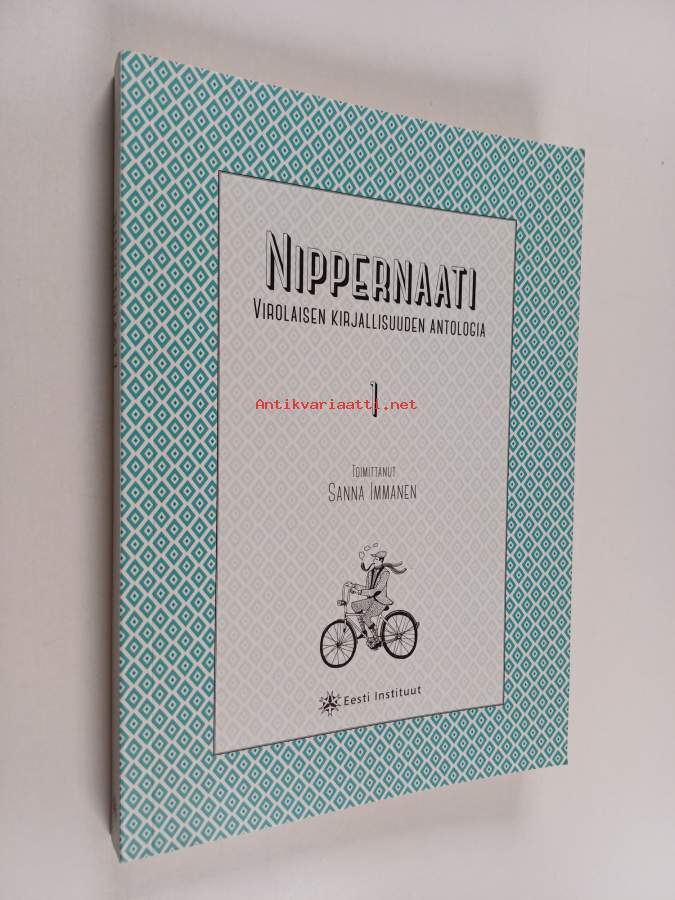 NIPPERNAATI
VIROLAISEN KIRJALLISUUDEN ANTOLOGIA
1
Antikvariaatti.net
TOIMITTANUT
SANNA IMMANEN
Eesti Instituut